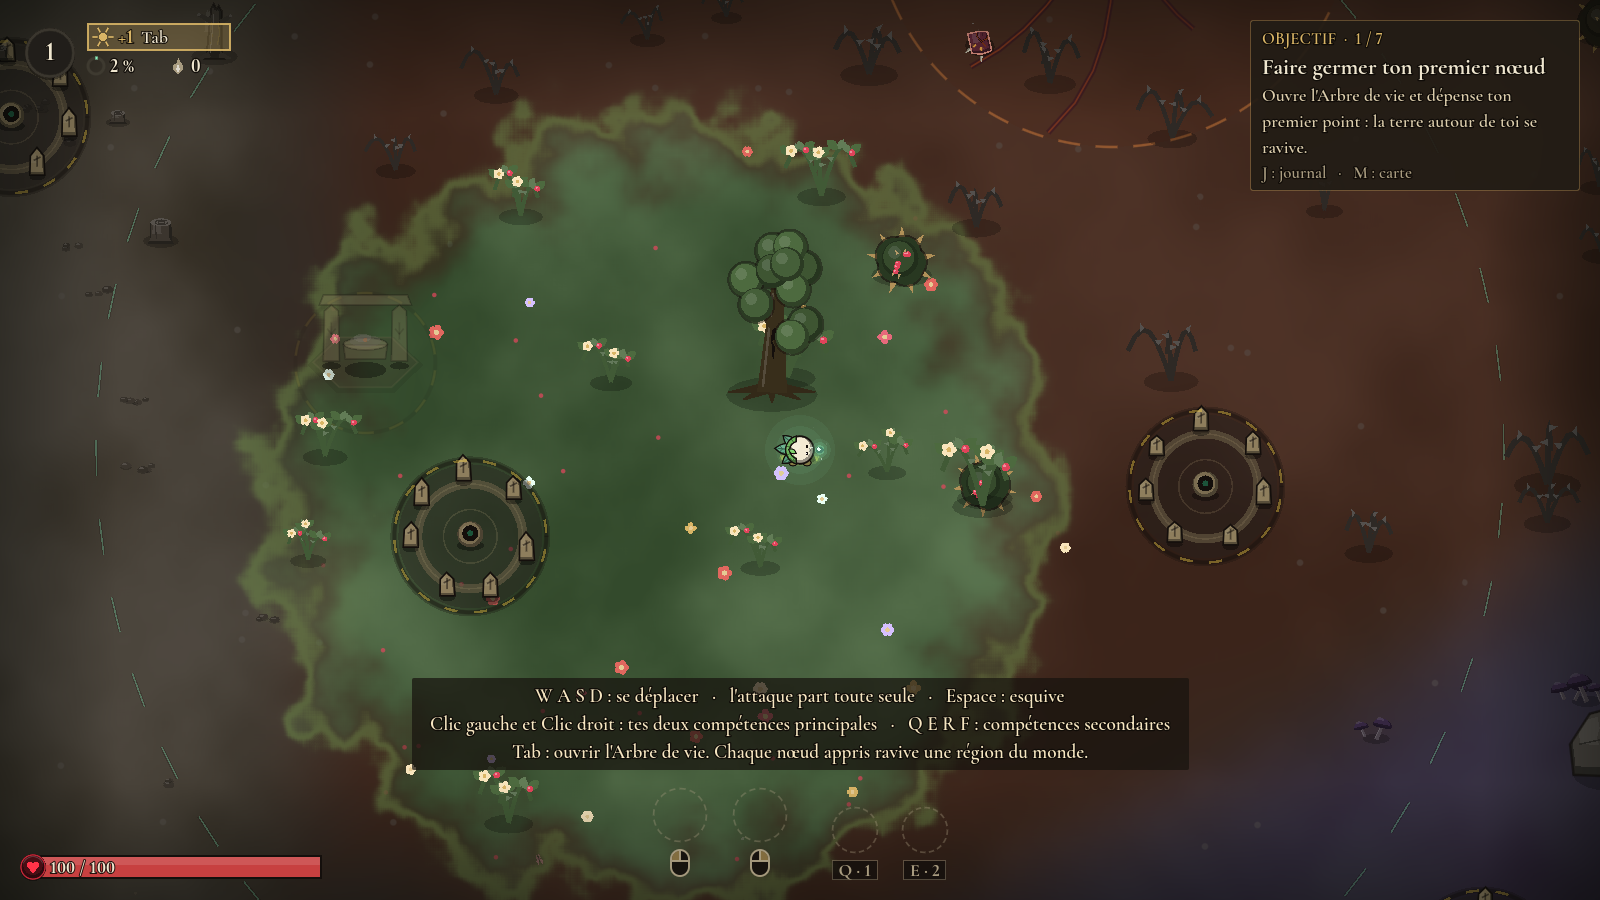 1
+1 Tab
2 %
0
OBJECTIF · 1 / 7
Faire germer ton premier nœud
Ouvre l'Arbre de vie et dépense ton
premier point : la terre autour de toi se
ravive.
J : journal · M : carte
W A S D : se déplacer · l'attaque part toute seule · Espace : esquive
Clic gauche et Clic droit : tes deux compétences principales · Q E R F : compétences secondaires
Tab : ouvrir l'Arbre de vie. Chaque nœud appris ravive une région du monde.
100 / 100
Q · 1
E · 2